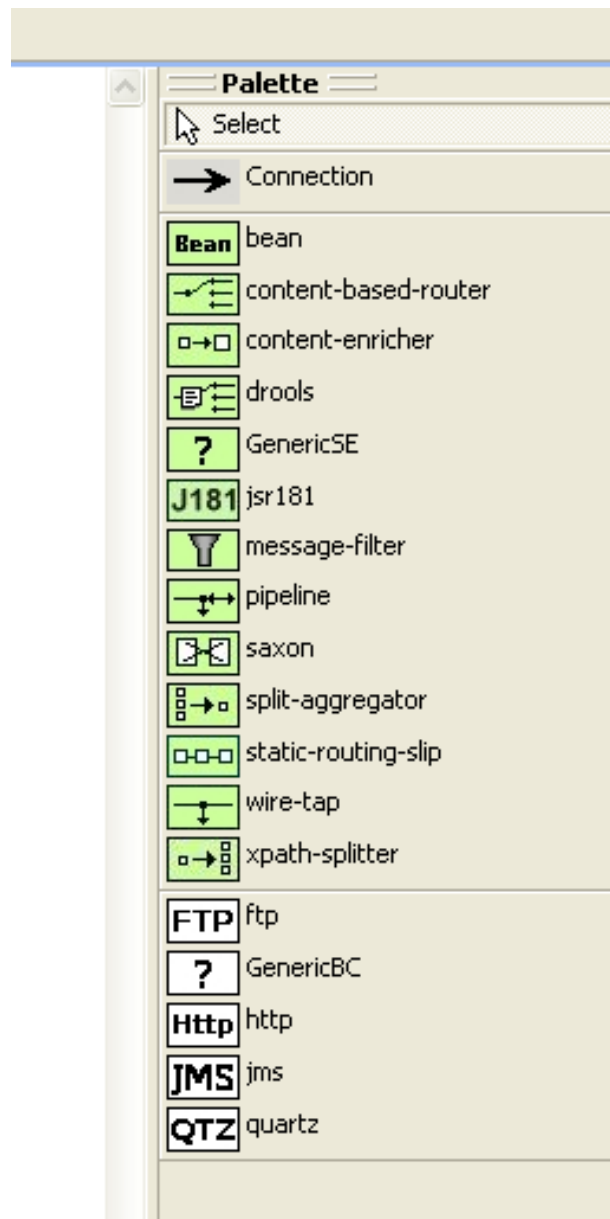 Palette
Select
Connection
Bean bean
content-based-router
content-enricher
drools
? GenericSE
J181 jsr181
message-filter
pipeline
saxon
split-aggregator
static-routing-slip
wire-tap
xpath-splitter
FTP ftp
? GenericBC
Http http
JMS jms
QTZ quartz